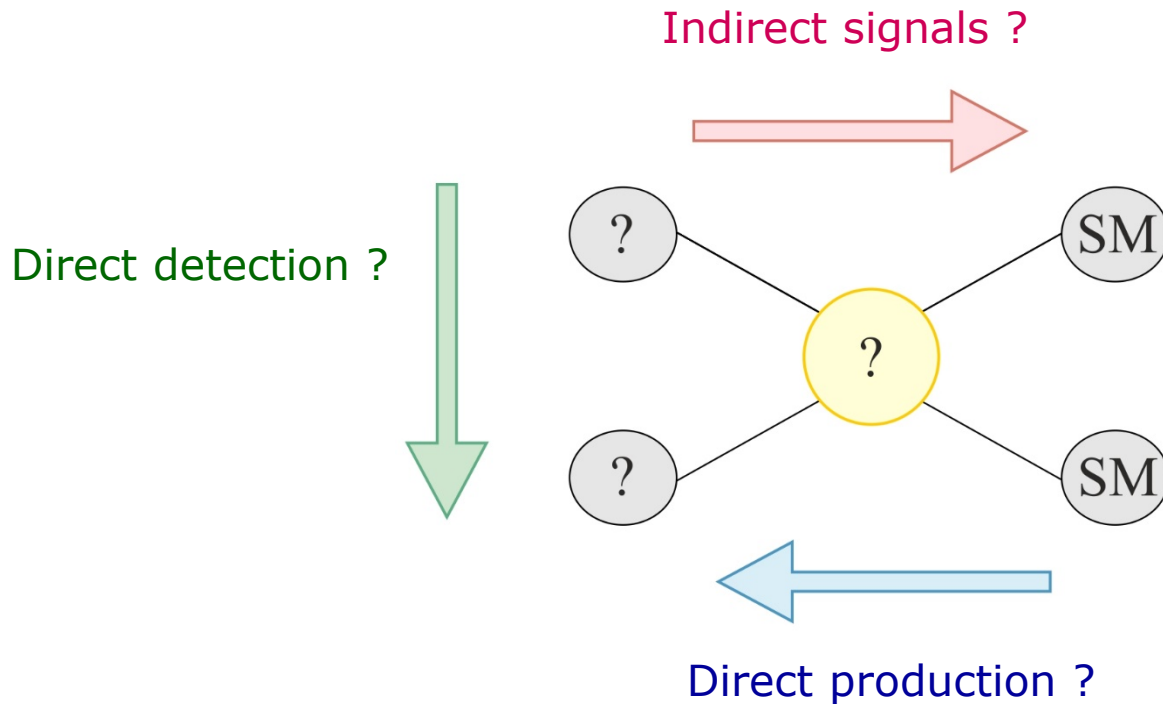 Indirect signals ?
? SM
Direct detection ?
?
? SM
Direct production ?